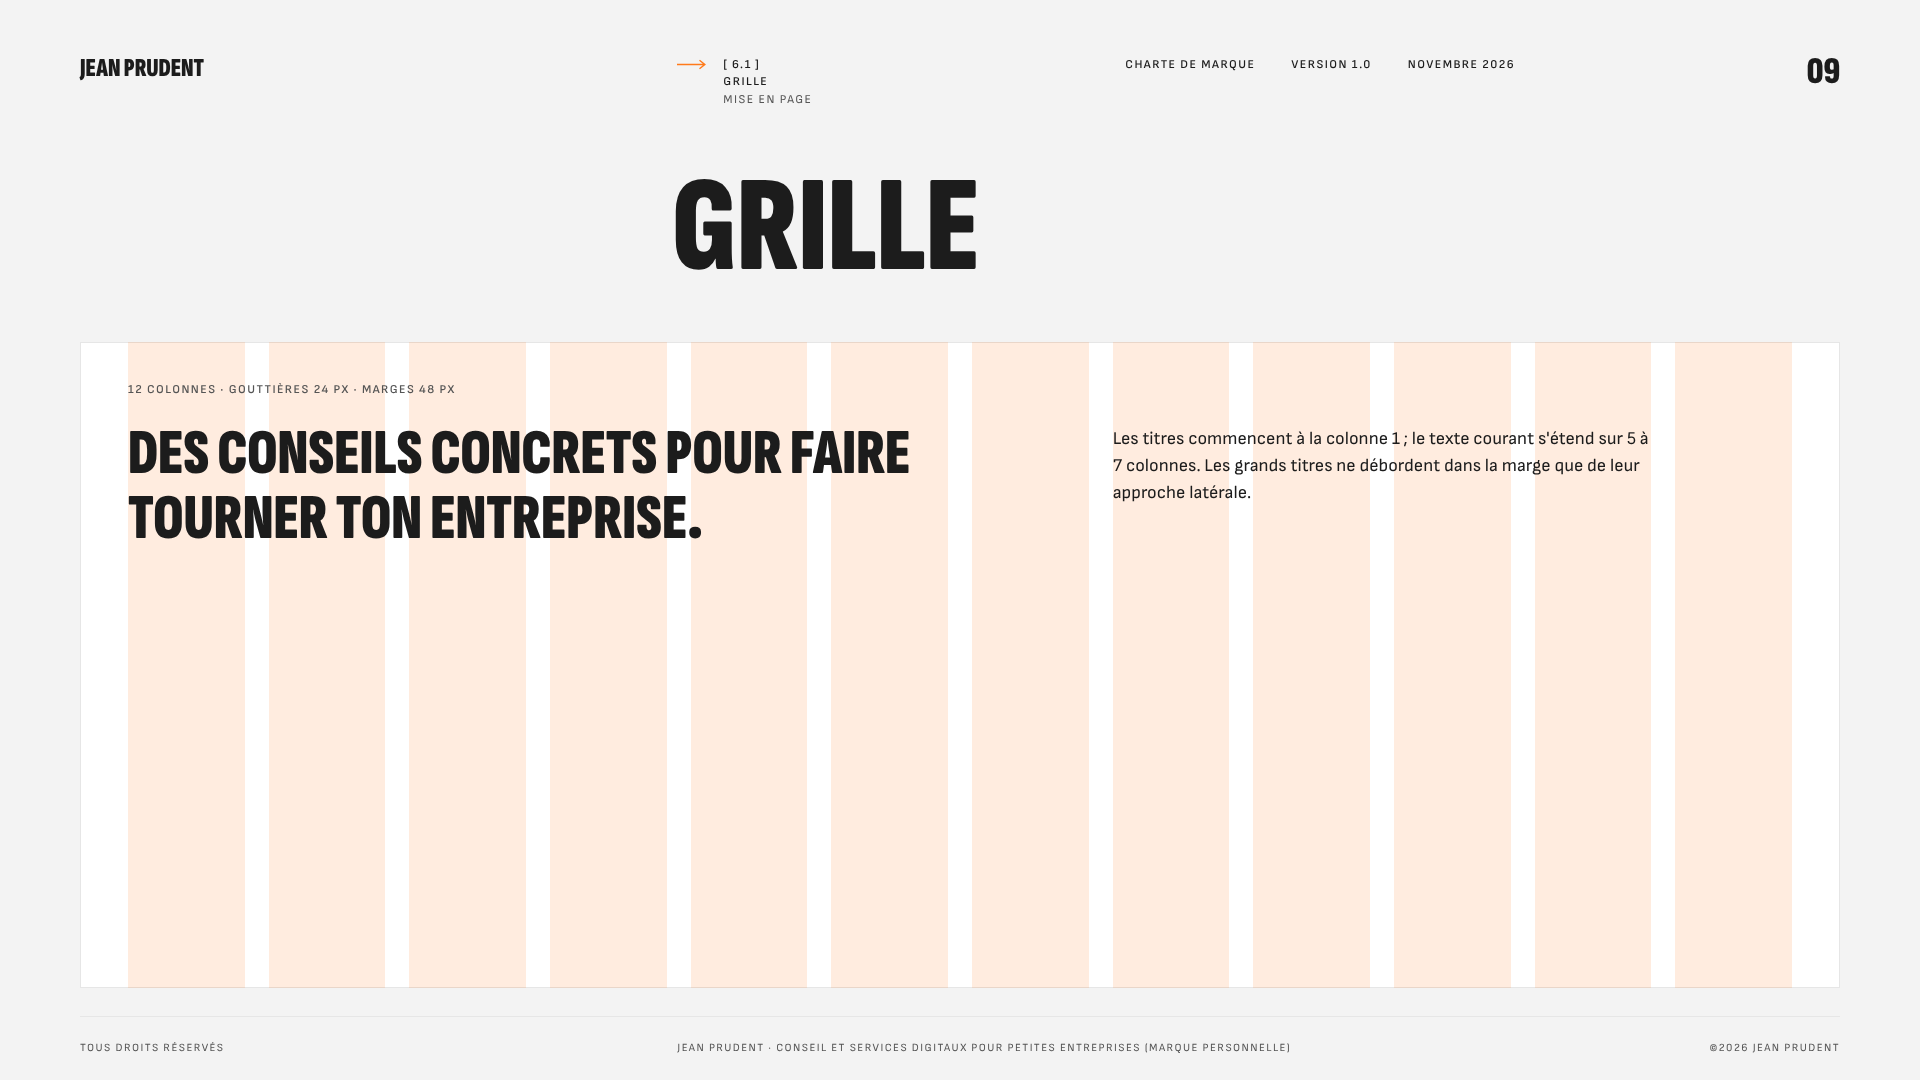 JEAN PRUDENT
[ 6.1 ]
GRILLE
MISE EN PAGE
CHARTE DE MARQUE
VERSION 1.0
NOVEMBRE 2026
09
GRILLE
12 COLONNES · GOUTTIÈRES 24 PX · MARGES 48 PX
DES CONSEILS CONCRETS POUR FAIRE
TOURNER TON ENTREPRISE.
Les titres commencent à la colonne 1 ; le texte courant s'étend sur 5 à
7 colonnes. Les grands titres ne débordent dans la marge que de leur
approche latérale.
TOUS DROITS RÉSERVÉS
JEAN PRUDENT · CONSEIL ET SERVICES DIGITAUX POUR PETITES ENTREPRISES (MARQUE PERSONNELLE)
©2026 JEAN PRUDENT